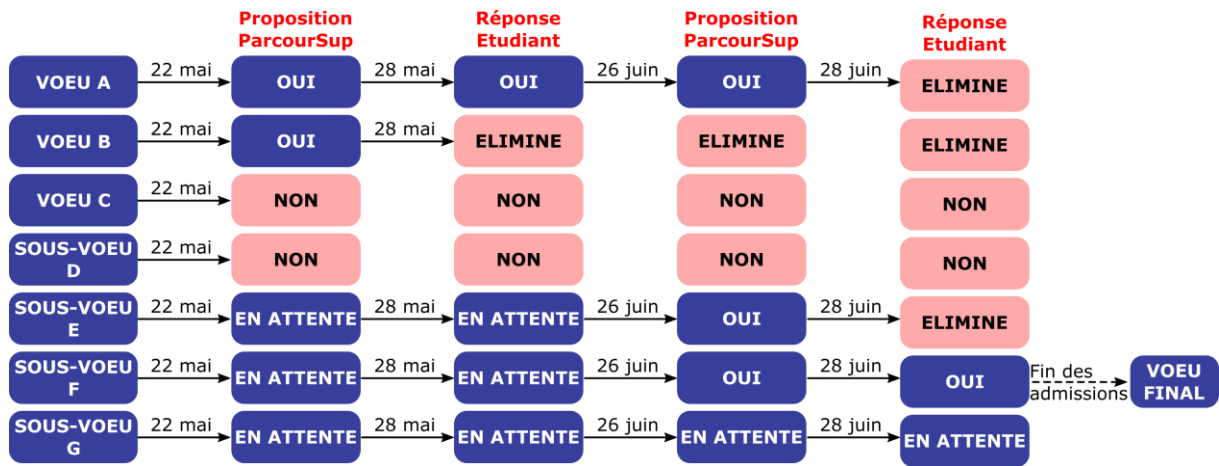 Proposition
ParcourSup
Réponse
Etudiant
Proposition
ParcourSup
Réponse
Etudiant
VOEU A
22 mai
OUI
28 mai
OUI
26 juin
OUI
28 juin
ELIMINE
VOEU B
22 mai
OUI
28 mai
ELIMINE
ELIMINE
ELIMINE
VOEU C
22 mai
NON
NON
NON
NON
SOUS-VOEU
D
22 mai
NON
NON
NON
NON
SOUS-VOEU
E
22 mai
EN ATTENTE
28 mai
EN ATTENTE
26 juin
OUI
28 juin
ELIMINE
SOUS-VOEU
F
22 mai
EN ATTENTE
28 mai
EN ATTENTE
26 juin
OUI
28 juin
OUI
Fin des
admissions
VOEU
FINAL
SOUS-VOEU
G
22 mai
EN ATTENTE
28 mai
EN ATTENTE
26 juin
EN ATTENTE
28 juin
EN ATTENTE